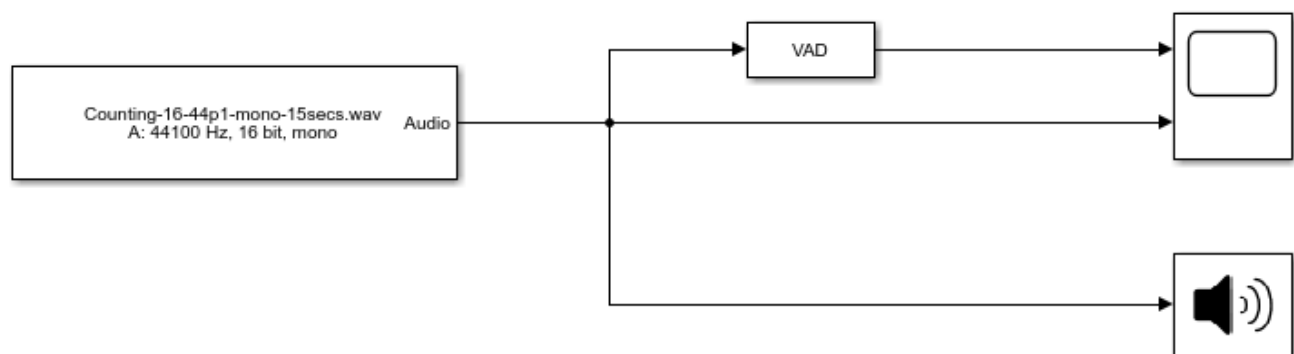 Counting-16-44p1-mono-15secs.wav
A: 44100 Hz, 16 bit, mono
Audio
VAD